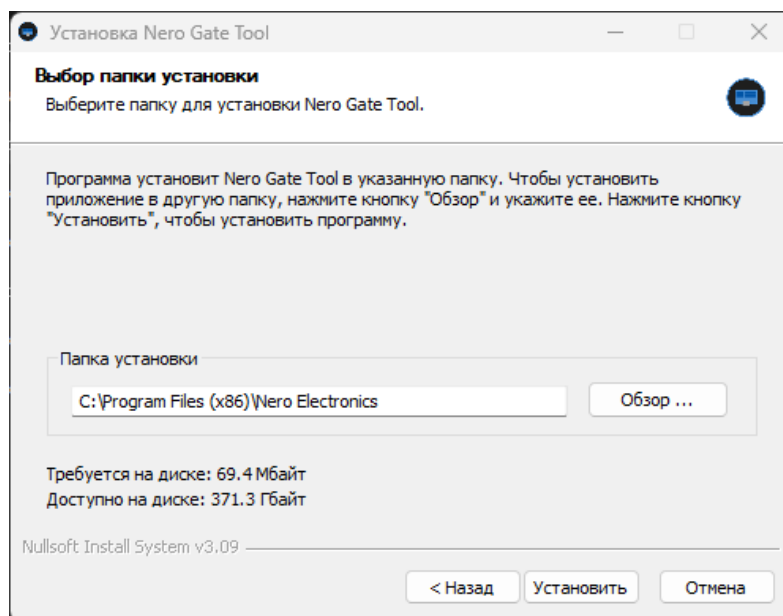 Установка Nero Gate Tool
Выбор папки установки
Выберите папку для установки Nero Gate Tool.
Программа установит Nero Gate Tool в указанную папку. Чтобы установить
приложение в другую папку, нажмите кнопку "Обзор" и укажите ее. Нажмите кнопку
"Установить", чтобы установить программу.
Папка установки
C:\Program Files (x86)\Nero Electronics
Обзор ...
Требуется на диске: 69.4 Мбайт
Доступно на диске: 371.3 Гбайт
Nullsoft Install System v3.09
< Назад
Установить
Отмена